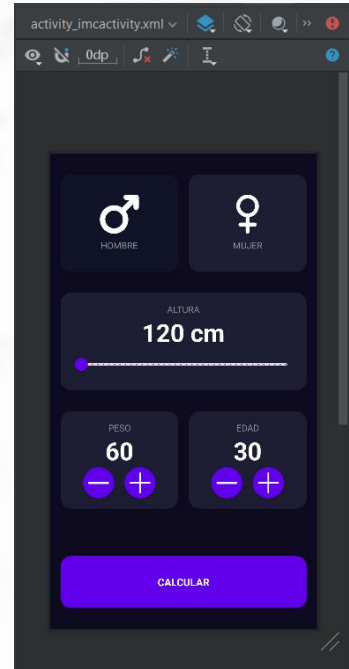 activity_imcactivity.xml
0dp
HOMBRE
MUJER
ALTURA
120 cm
PESO
EDAD
60
30
CALCULAR